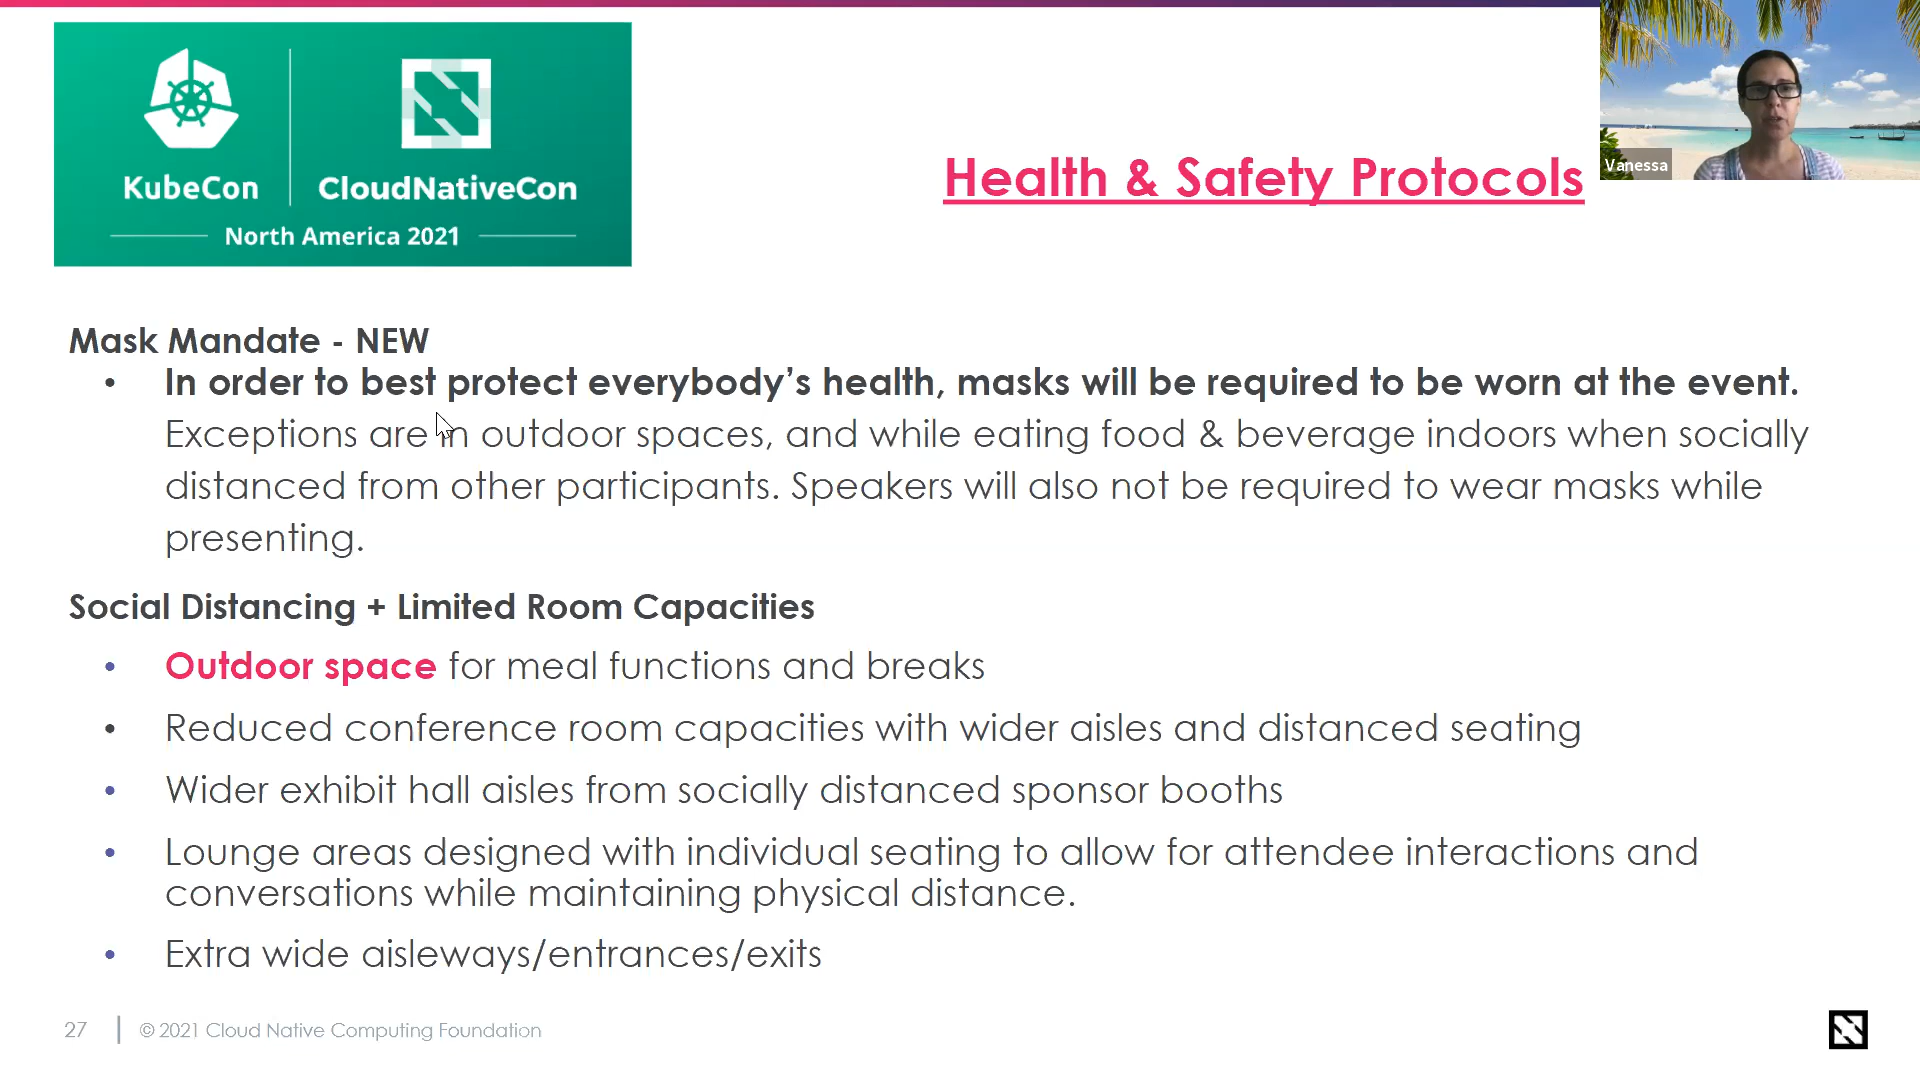 KubeCon
CloudNativeCon
North America 2021
Health & Safety Protocols
Vanessa
Mask Mandate - NEW
• In order to best protect everybody’s health, masks will be required to be worn at the event.
Exceptions are in outdoor spaces, and while eating food & beverage indoors when socially
distanced from other participants. Speakers will also not be required to wear masks while
presenting.
Social Distancing + Limited Room Capacities
• Outdoor space for meal functions and breaks
• Reduced conference room capacities with wider aisles and distanced seating
• Wider exhibit hall aisles from socially distanced sponsor booths
• Lounge areas designed with individual seating to allow for attendee interactions and
conversations while maintaining physical distance.
• Extra wide aisleways/entrances/exits
27 | © 2021 Cloud Native Computing Foundation